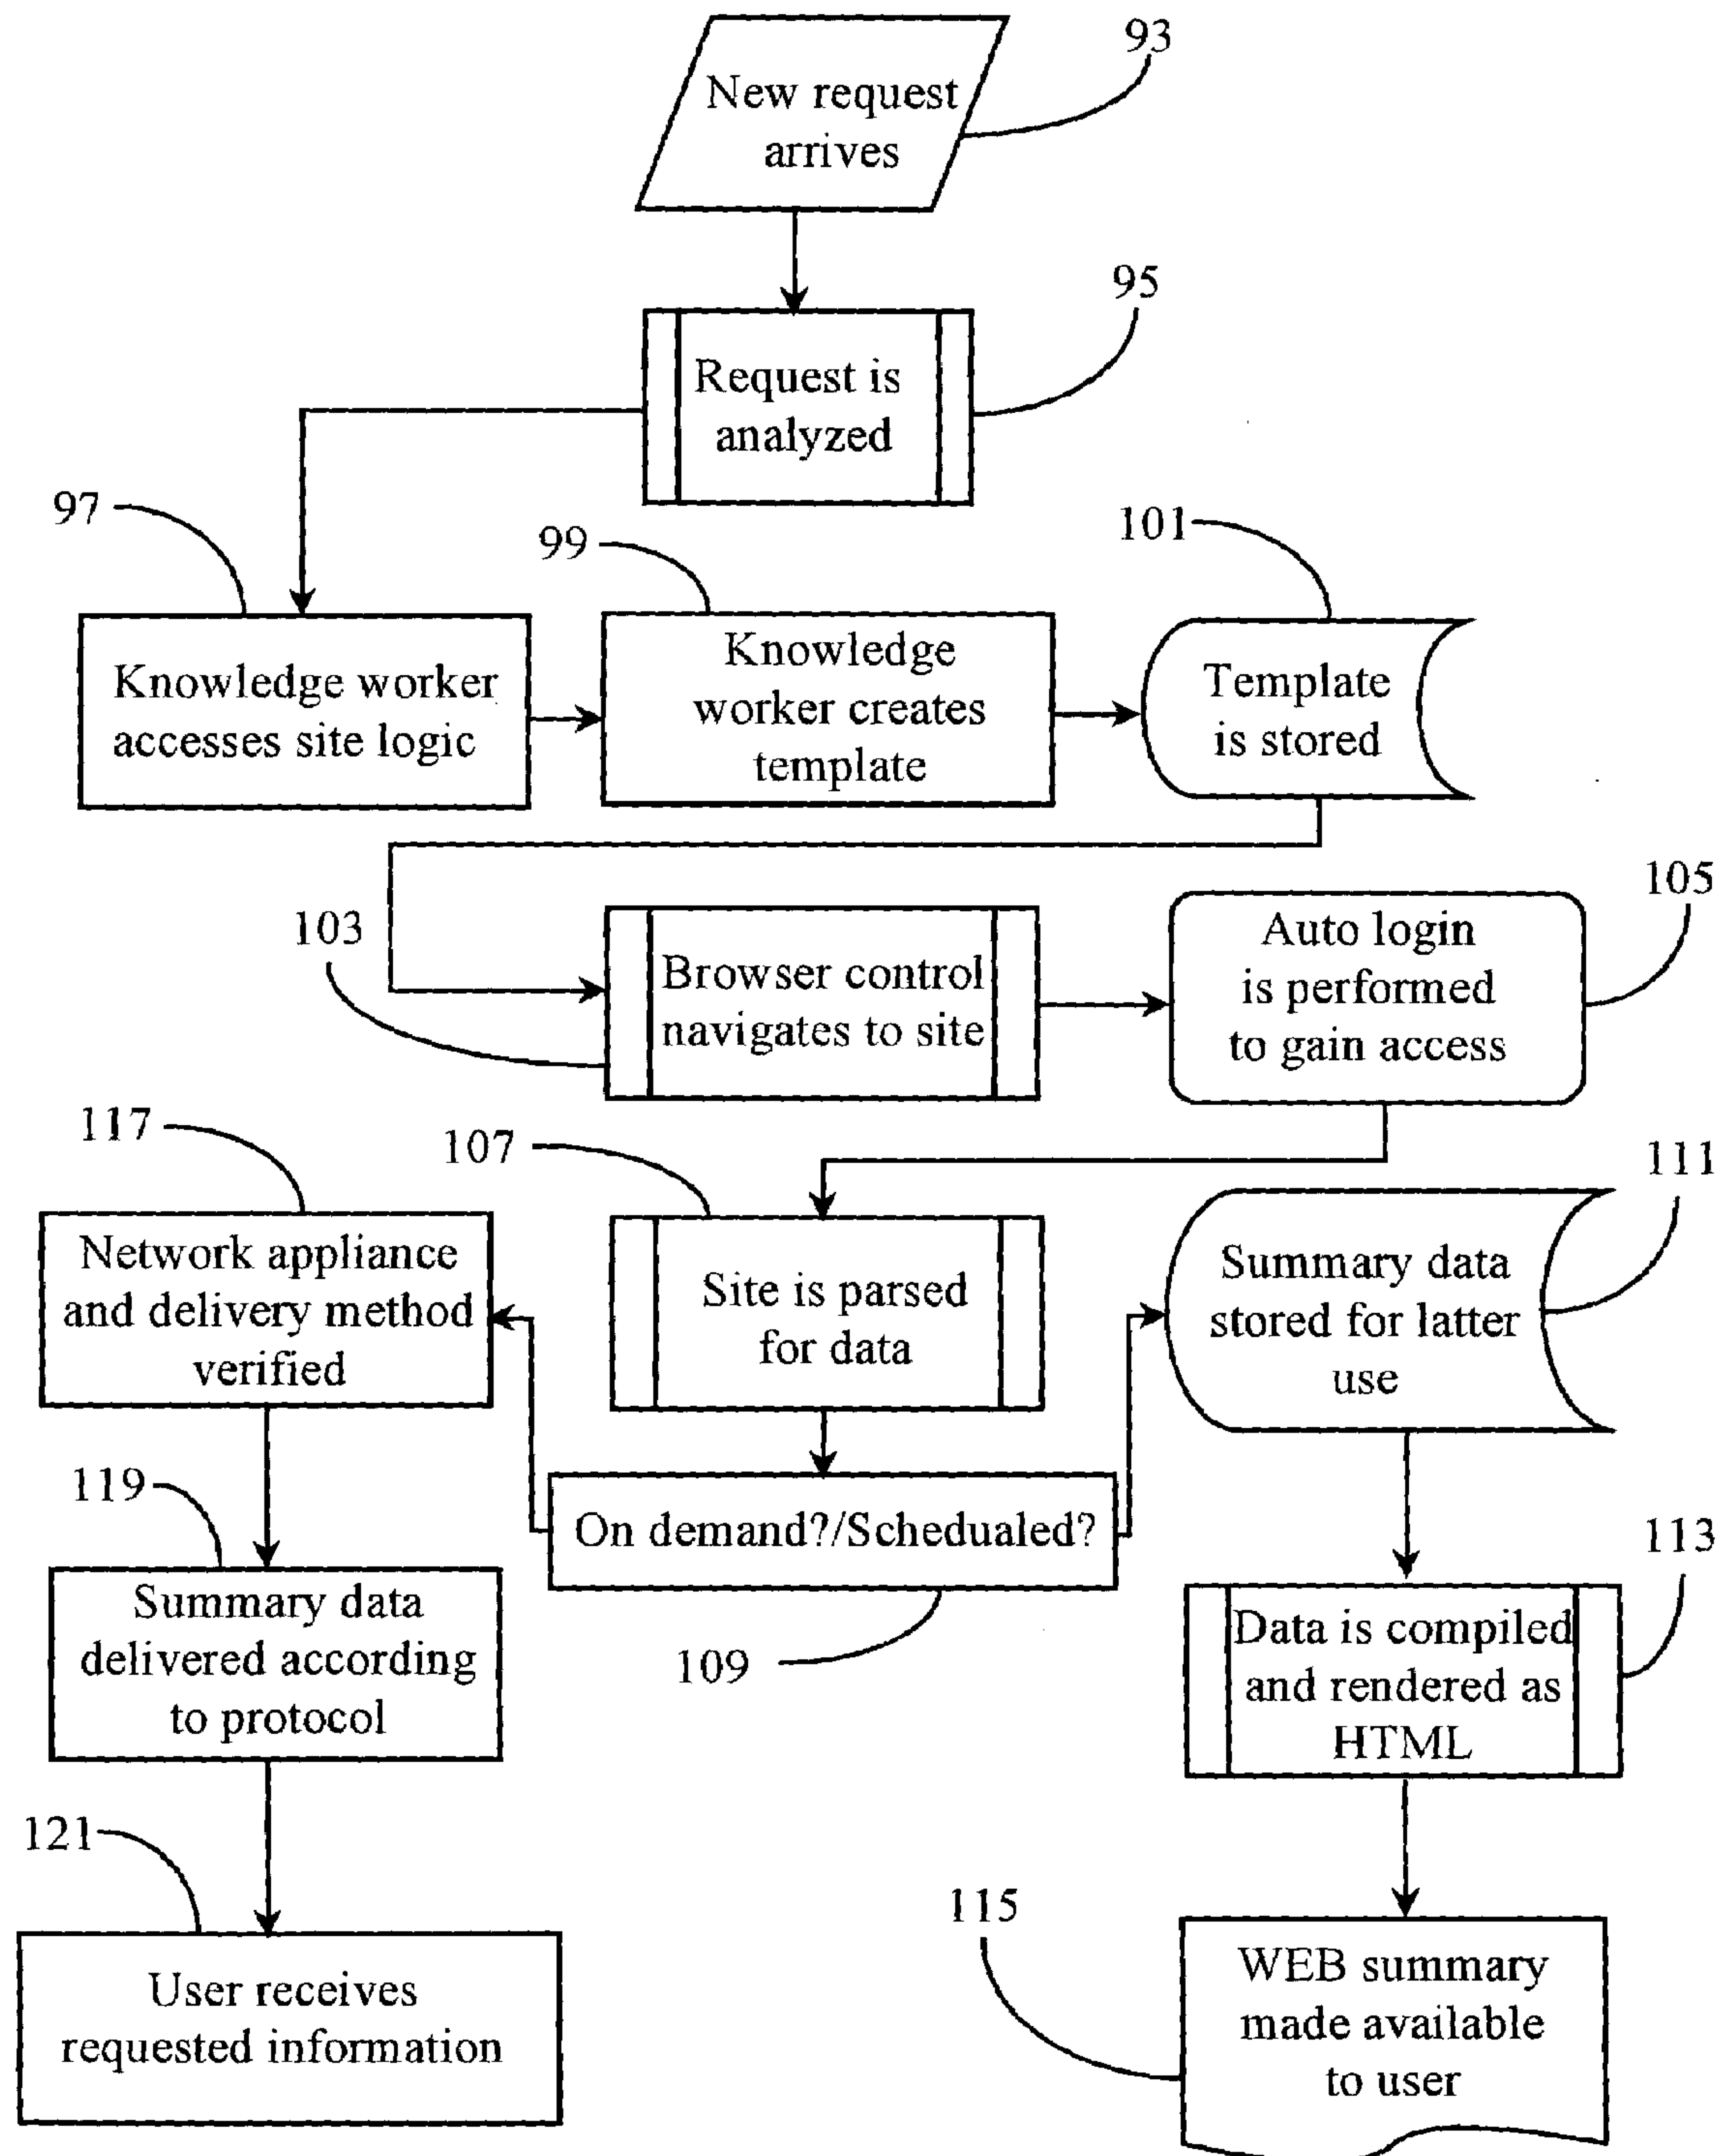 93
New request
arrives
95
Request is
analyzed
97
99
101
Knowledge worker
accesses site logic
Knowledge
worker creates
template
Template
is stored
103
Browser control
navigates to site
105
Auto login
is performed
to gain access
117
107
111
Network appliance
and delivery method
verified
Site is parsed
for data
Summary data
stored for latter
use
119
On demand?/Schedualed?
109
113
Summary data
delivered according
to protocol
Data is compiled
and rendered as
HTML
121
115
User receives
requested information
WEB summary
made available
to user